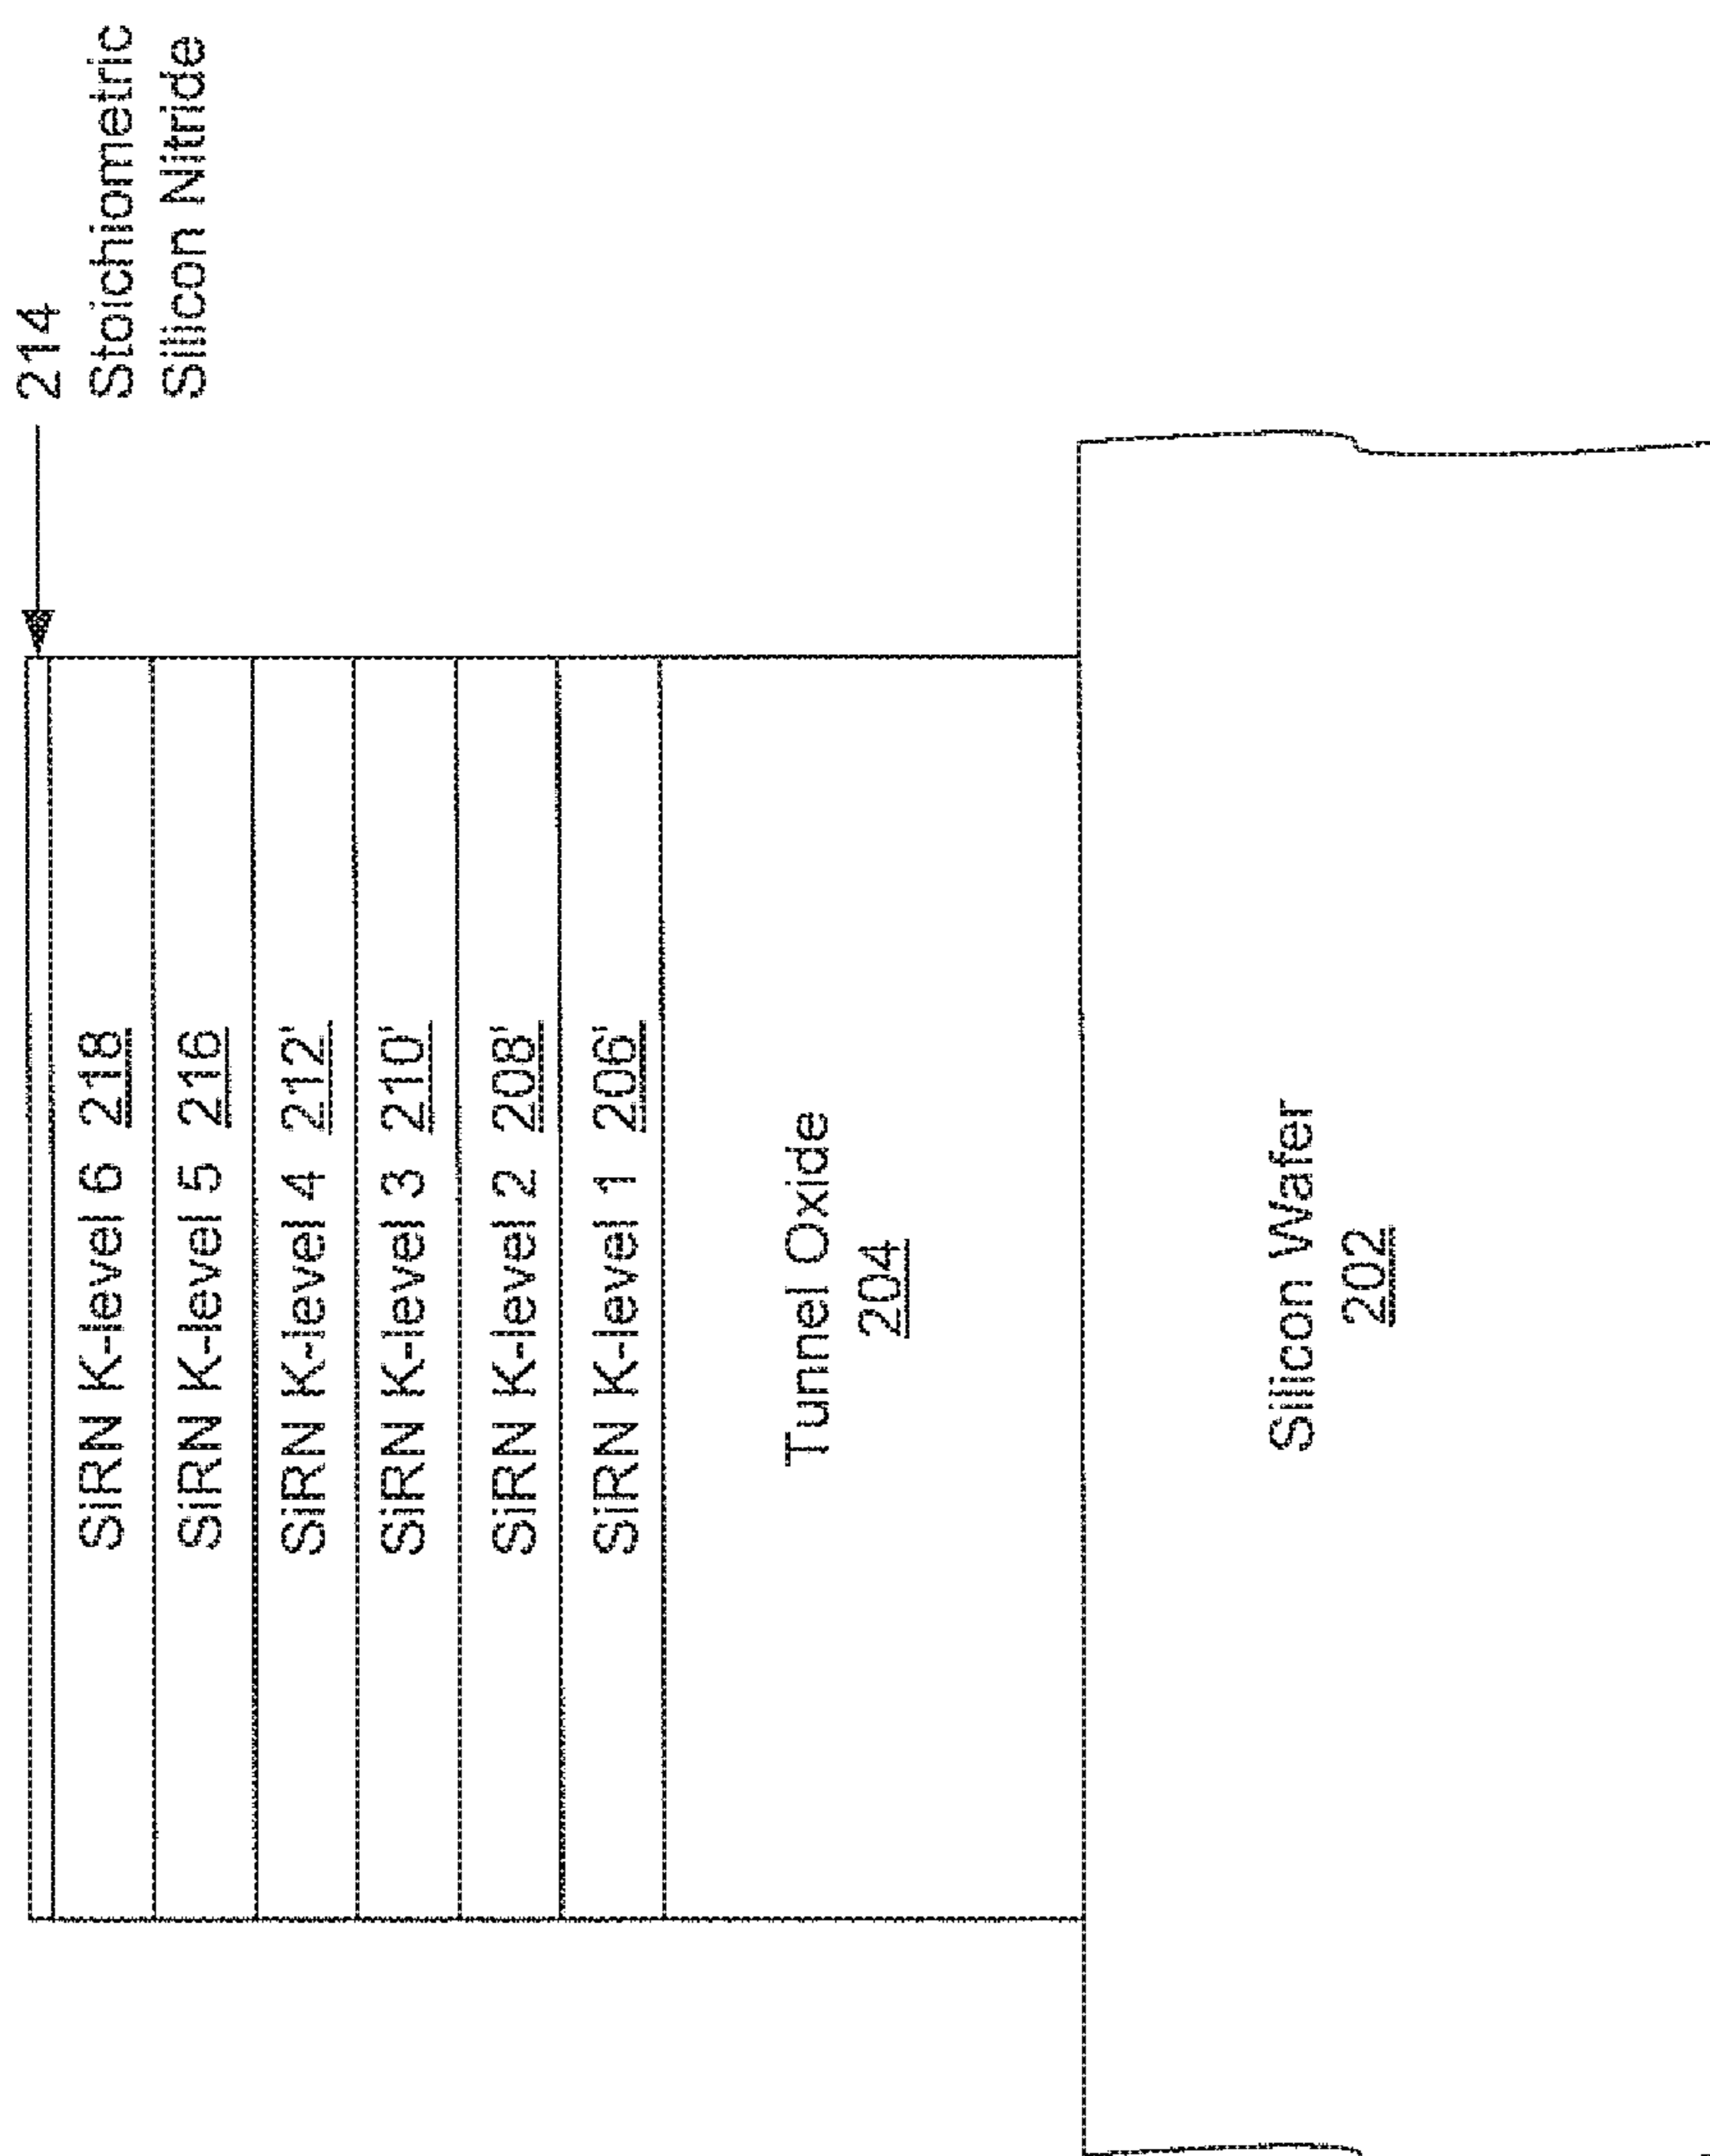 214
Stoichiometric
Silicon Nitride
SiRN K-level 6 218
SiRN K-level 5 216
SiRN K-level 4 212'
SiRN K-level 3 210'
SiRN K-level 2 208'
SiRN K-level 1 206'
Tunnel Oxide
204
Silicon Wafer
202